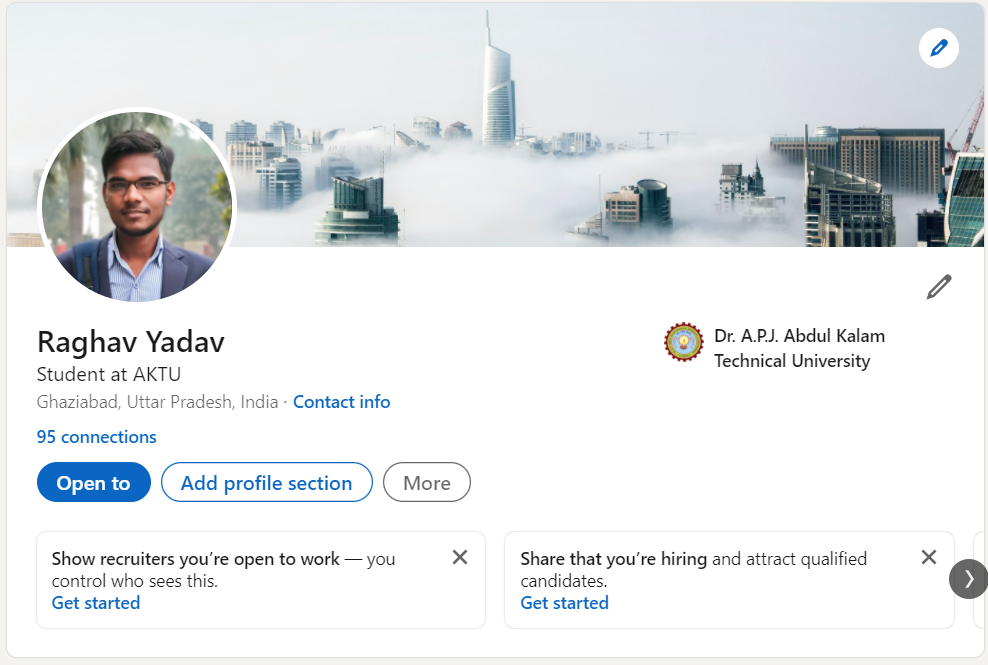 Raghav Yadav
Student at AKTU
Ghaziabad, Uttar Pradesh, India · Contact info
95 connections
Dr. A.P.J. Abdul Kalam
Technical University
Open to
Add profile section
More
Show recruiters you’re open to work — you
control who sees this.
Get started
Share that you’re hiring and attract qualified
candidates.
Get started